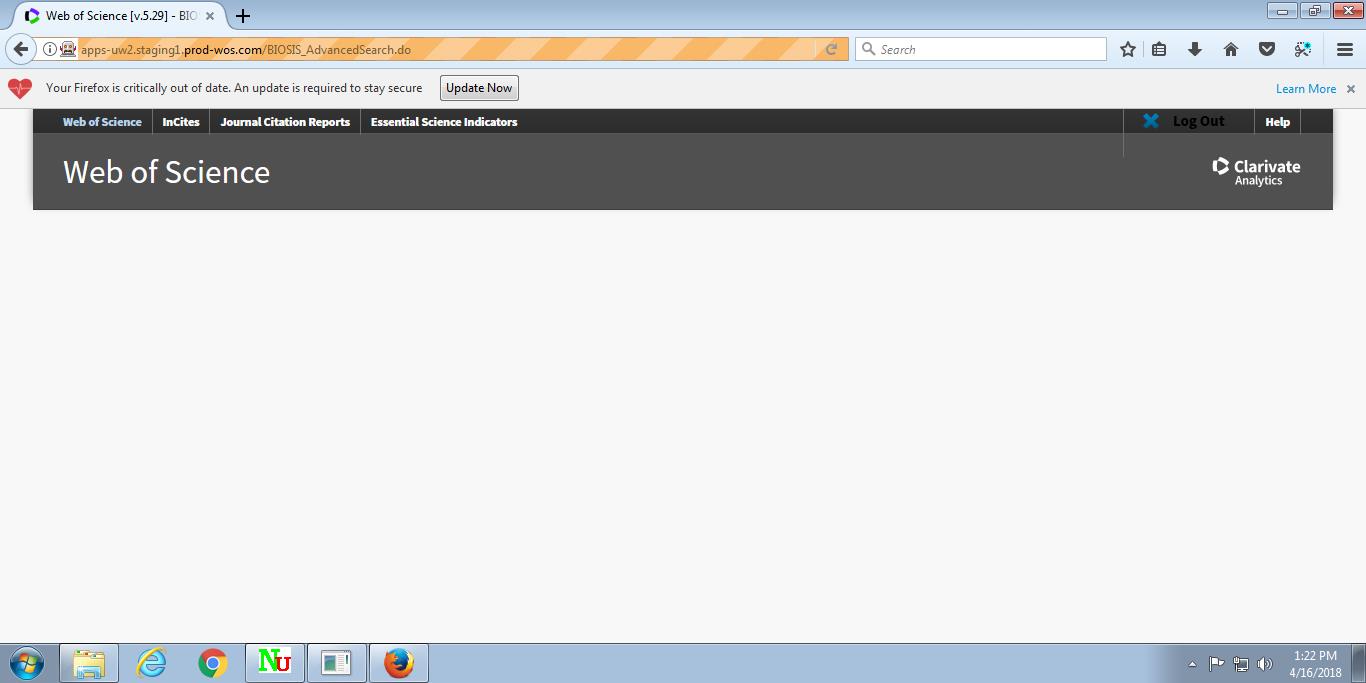 Web of Science [v.5.29] - BIO
apps-uw2.staging1.prod-wos.com/BIOSIS_AdvancedSearch.do
Search
Your Firefox is critically out of date. An update is required to stay secure
Update Now
Learn More
Web of Science
InCites
Journal Citation Reports
Essential Science Indicators
Log Out
Help
Web of Science
Clarivate
Analytics
NU
1:22 PM
4/16/2018